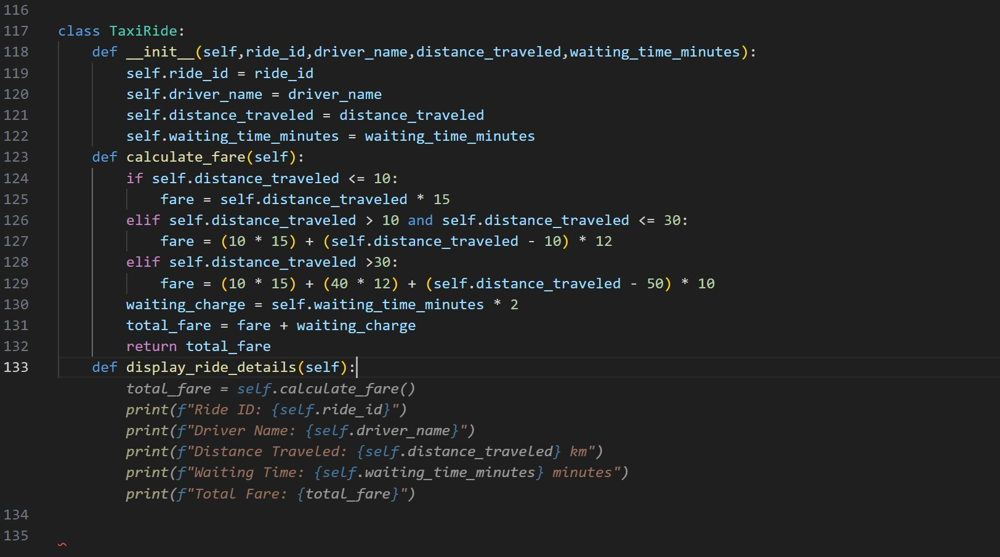 116
117 class TaxiRide:
118     def __init__(self,ride_id,driver_name,distance_traveled,waiting_time_minutes):
119         self.ride_id = ride_id
120         self.driver_name = driver_name
121         self.distance_traveled = distance_traveled
122         self.waiting_time_minutes = waiting_time_minutes
123     def calculate_fare(self):
124         if self.distance_traveled <= 10:
125             fare = self.distance_traveled * 15
126         elif self.distance_traveled > 10 and self.distance_traveled <= 30:
127             fare = (10 * 15) + (self.distance_traveled - 10) * 12
128         elif self.distance_traveled >30:
129             fare = (10 * 15) + (40 * 12) + (self.distance_traveled - 50) * 10
130         waiting_charge = self.waiting_time_minutes * 2
131         total_fare = fare + waiting_charge
132         return total_fare
133     def display_ride_details(self):
        total_fare = self.calculate_fare()
        print(f"Ride ID: {self.ride_id}")
        print(f"Driver Name: {self.driver_name}")
        print(f"Distance Traveled: {self.distance_traveled} km")
        print(f"Waiting Time: {self.waiting_time_minutes} minutes")
        print(f"Total Fare: {total_fare}")
134
135